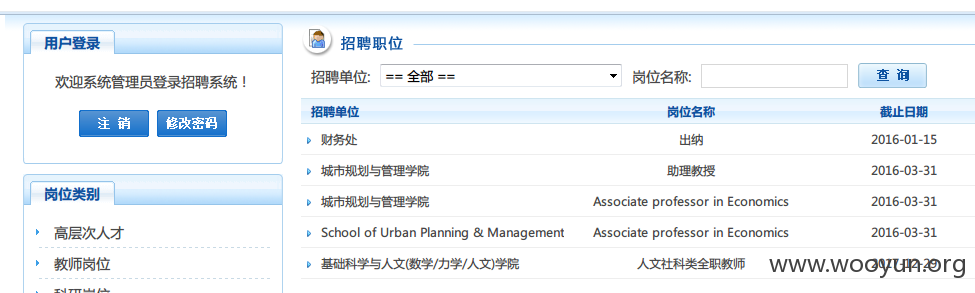 用户登录
欢迎系统管理员登录招聘系统！
注 销 修改密码
岗位类别
高层次人才
教师岗位
科研岗位
招聘职位
招聘单位: == 全部 == 岗位名称: 查 询
招聘单位 岗位名称 截止日期
财务处 出纳 2016-01-15
城市规划与管理学院 助理教授 2016-03-31
城市规划与管理学院 Associate professor in Economics 2016-03-31
School of Urban Planning & Management Associate professor in Economics 2016-03-31
基础科学与人文(数学/力学/人文)学院 人文社科类全职教师 2017-12-29
www.wooyun.org